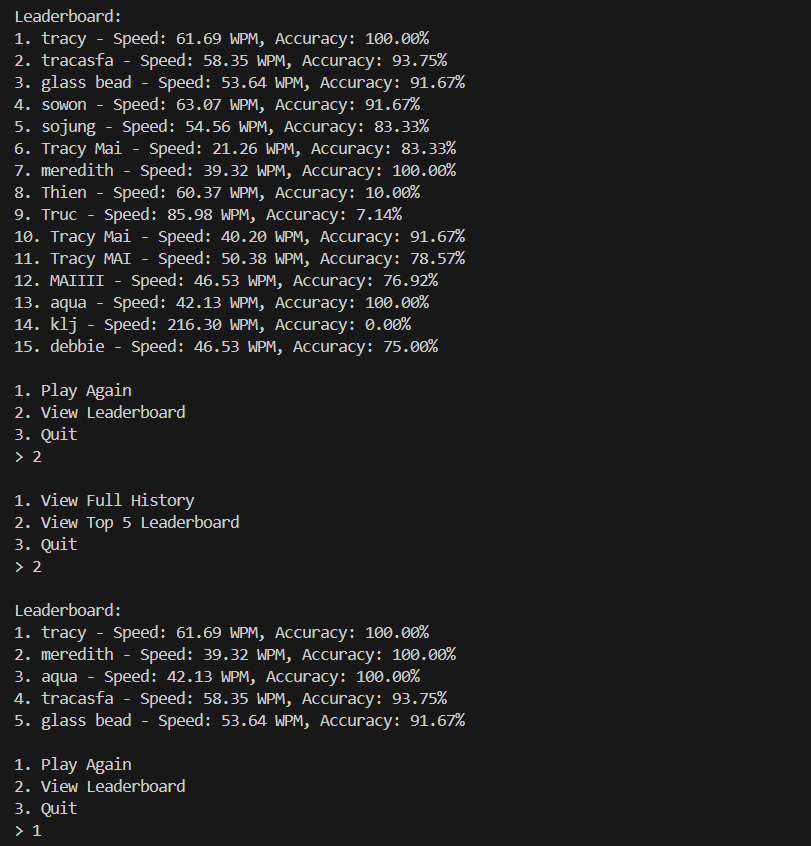 Leaderboard:
1. tracy - Speed: 61.69 WPM, Accuracy: 100.00%
2. tracasfa - Speed: 58.35 WPM, Accuracy: 93.75%
3. glass bead - Speed: 53.64 WPM, Accuracy: 91.67%
4. sowon - Speed: 63.07 WPM, Accuracy: 91.67%
5. sojung - Speed: 54.56 WPM, Accuracy: 83.33%
6. Tracy Mai - Speed: 21.26 WPM, Accuracy: 83.33%
7. meredith - Speed: 39.32 WPM, Accuracy: 100.00%
8. Thien - Speed: 60.37 WPM, Accuracy: 10.00%
9. Truc - Speed: 85.98 WPM, Accuracy: 7.14%
10. Tracy Mai - Speed: 40.20 WPM, Accuracy: 91.67%
11. Tracy MAI - Speed: 50.38 WPM, Accuracy: 78.57%
12. MAIIII - Speed: 46.53 WPM, Accuracy: 76.92%
13. aqua - Speed: 42.13 WPM, Accuracy: 100.00%
14. klj - Speed: 216.30 WPM, Accuracy: 0.00%
15. debbie - Speed: 46.53 WPM, Accuracy: 75.00%
1. Play Again
2. View Leaderboard
3. Quit
> 2
1. View Full History
2. View Top 5 Leaderboard
3. Quit
> 2
Leaderboard:
1. tracy - Speed: 61.69 WPM, Accuracy: 100.00%
2. meredith - Speed: 39.32 WPM, Accuracy: 100.00%
3. aqua - Speed: 42.13 WPM, Accuracy: 100.00%
4. tracasfa - Speed: 58.35 WPM, Accuracy: 93.75%
5. glass bead - Speed: 53.64 WPM, Accuracy: 91.67%
1. Play Again
2. View Leaderboard
3. Quit
> 1